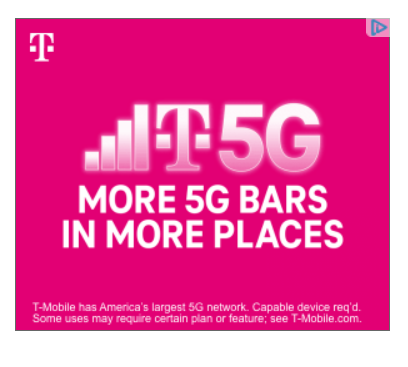 T
T 5G
MORE 5G BARS
IN MORE PLACES
T-Mobile has America's largest 5G network. Capable device req'd.
Some uses may require certain plan or feature; see T-Mobile.com.